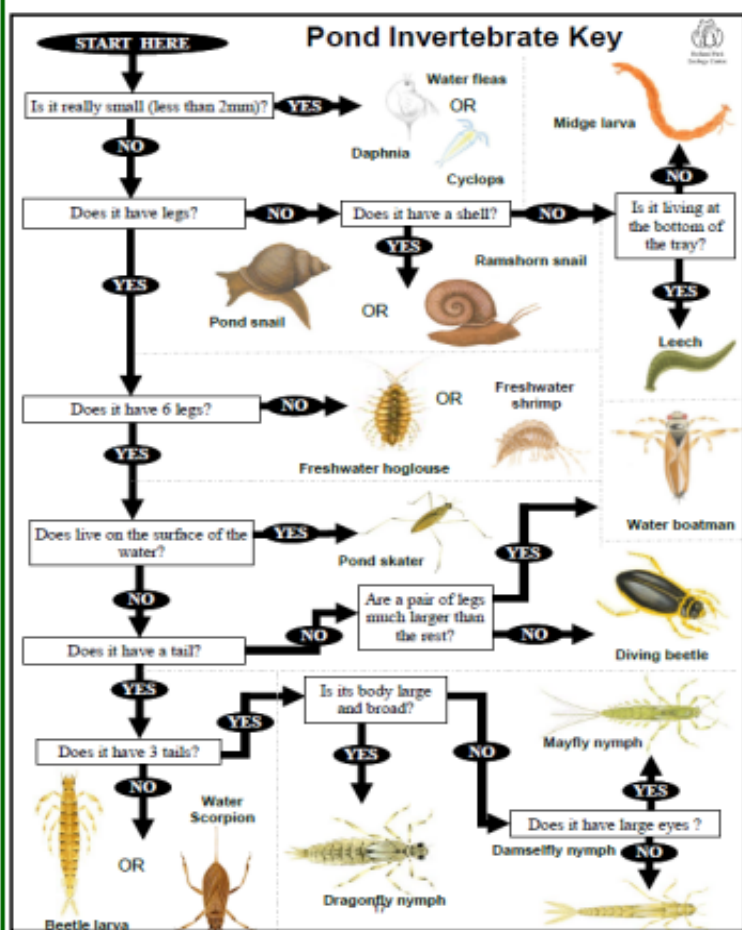 START HERE
Pond Invertebrate Key
Is it really small (less than 2mm)?
YES
Water fleas
OR
Daphnia
Cyclops
Midge larva
NO
NO
Does it have legs?
NO
Does it have a shell?
NO
Is it living at
the bottom of
the tray?
YES
YES
YES
Pond snail
OR
Ramshorn snail
Leech
Does it have 6 legs?
NO
OR
Freshwater
shrimp
Freshwater hoglouse
YES
Water boatman
Does live on the surface of the
water?
YES
Pond skater
YES
NO
Are a pair of legs
much larger than
the rest?
NO
NO
Diving beetle
Does it have a tail?
YES
YES
Is its body large
and broad?
NO
YES
Mayfly nymph
YES
Does it have 3 tails?
NO
Water
Scorpion
OR
Beetle larva
Dragonfly nymph
Does it have large eyes ?
Damselfly nymph
NO